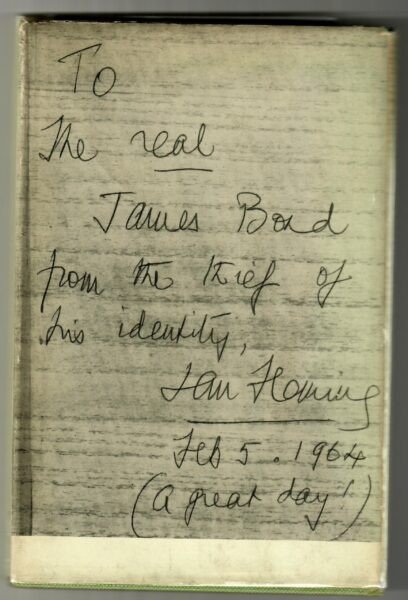 To
The real
James Bond
from the thief of
his identity,
Ian Fleming
Feb 5. 1964
(a great day!)